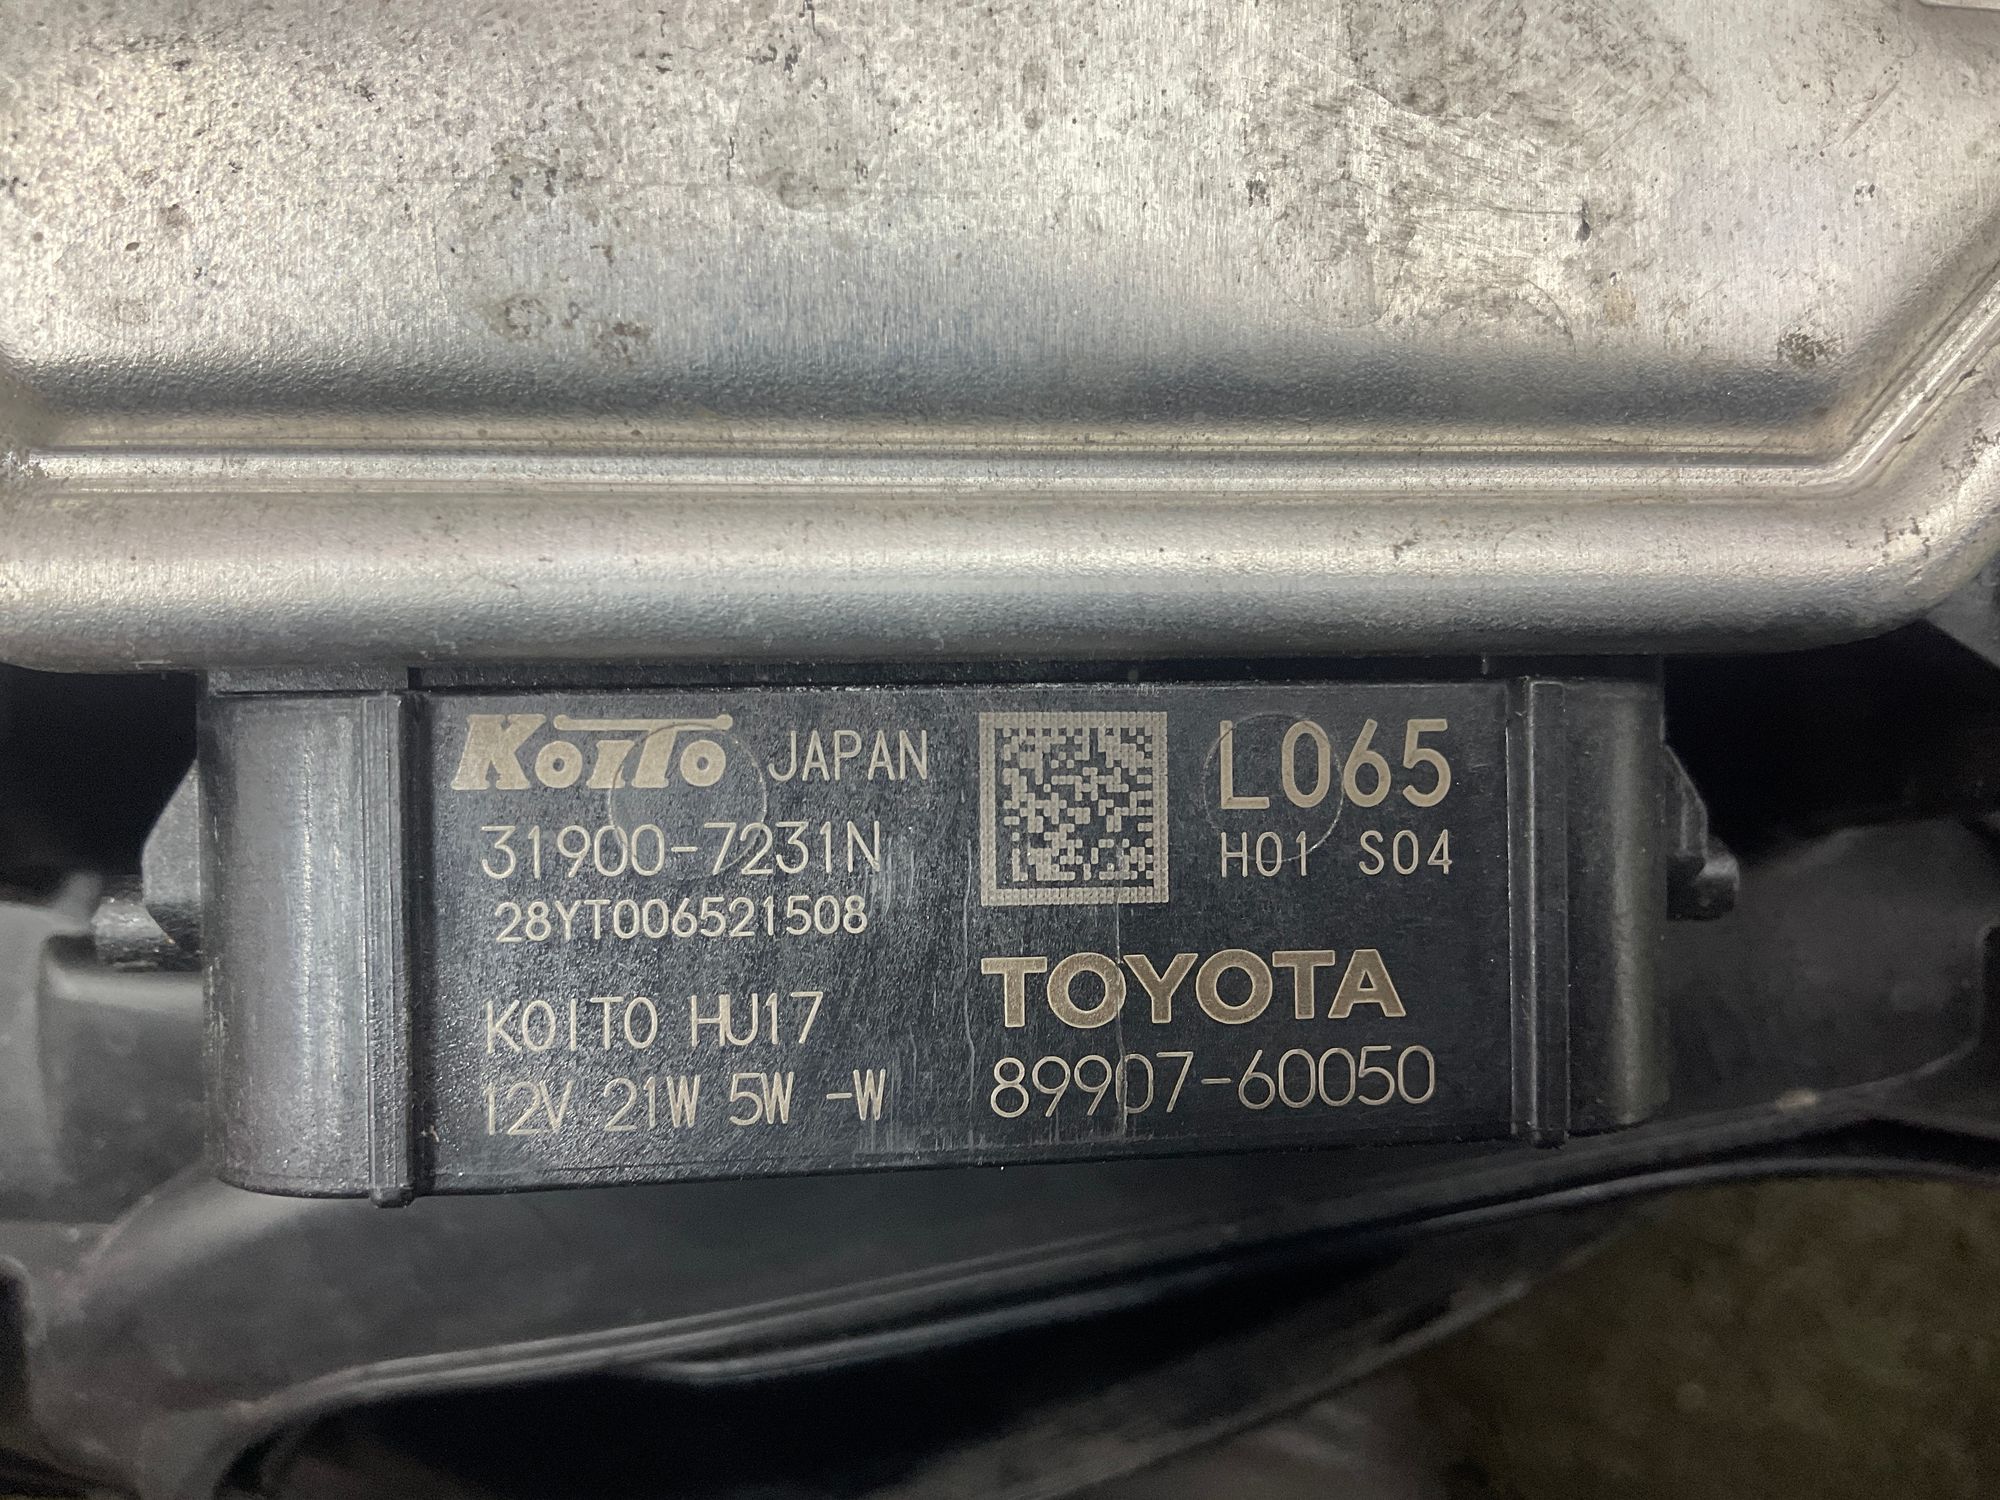 KOITO JAPAN
31900-7231N
28YT006521508
KOITO HU17
12V 21W 5W -W
L065
H01 S04
TOYOTA
89907-60050